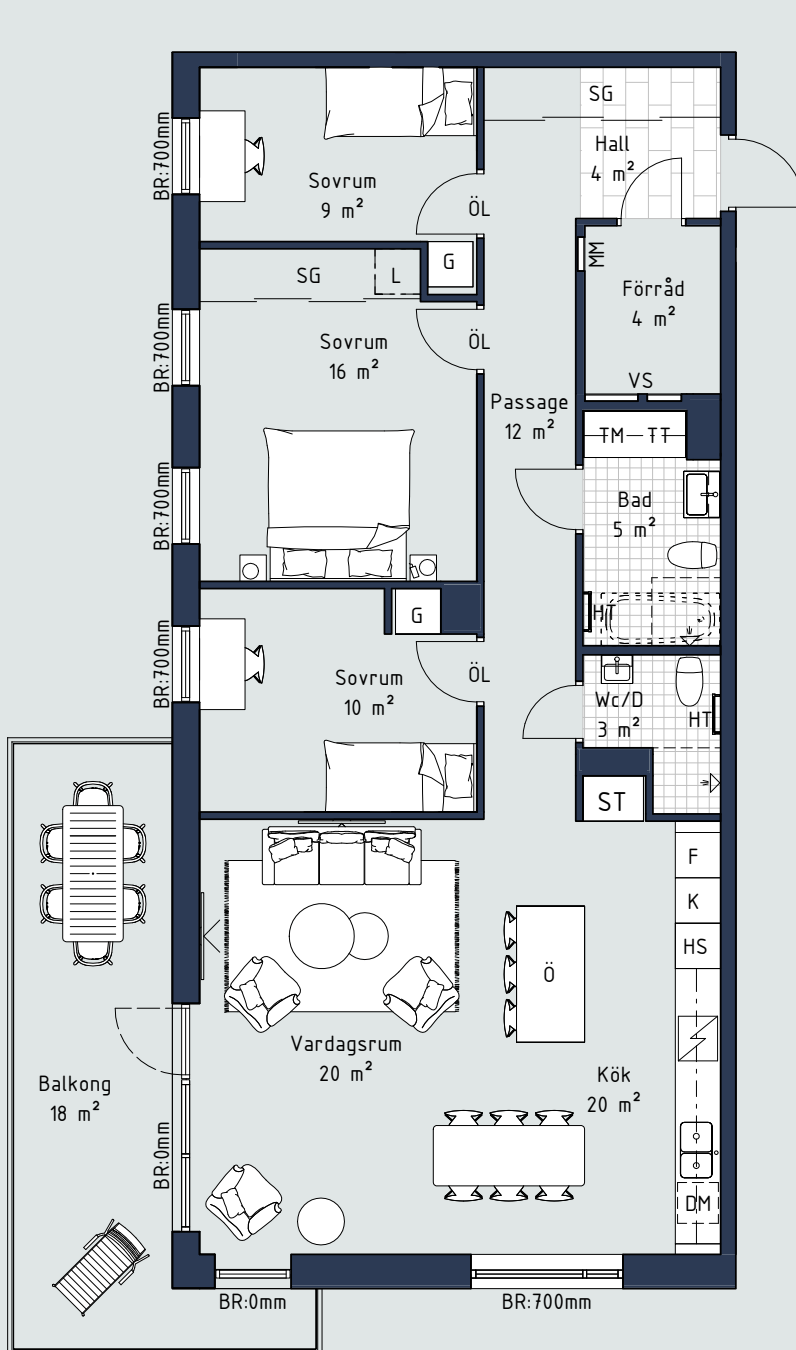 SG
Hall
4 m²
BR:700mm
Sovrum
9 m²
ÖL
G
MM
SG
L
Förråd
4 m²
BR:700mm
Sovrum
16 m²
ÖL
VS
Passage
12 m²
TM
TT
BR:700mm
Bad
5 m²
HT
G
BR:700mm
Sovrum
10 m²
ÖL
Wc/D
3 m²
HT
ST
F
K
HS
Ö
Vardagsrum
20 m²
Kök
20 m²
Balkong
18 m²
BR:0mm
DM
BR:0mm
BR:700mm